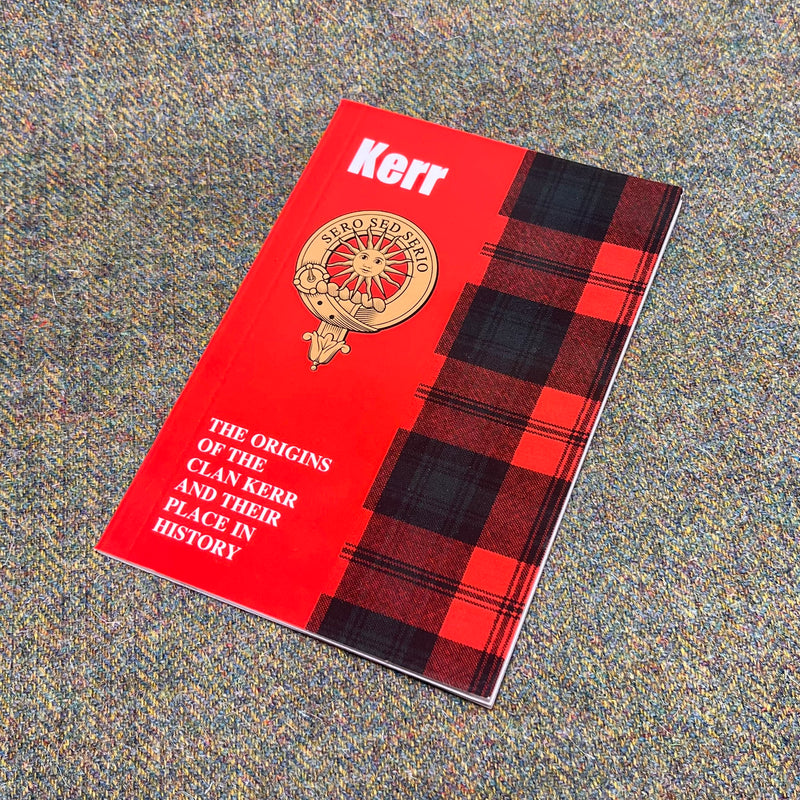 Kerr
SERO SED SERIO
THE ORIGINS
OF THE
CLAN KERR
AND THEIR
PLACE IN
HISTORY